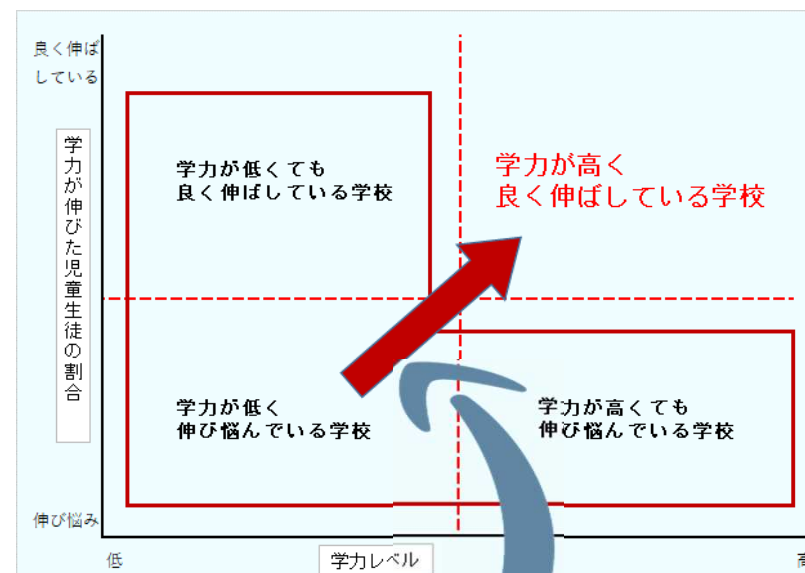 良く伸ば
している
学力が伸びた児童生徒の割合
学力が低くても
良く伸ばしている学校
学力が高く
良く伸ばしている学校
学力が低く
伸び悩んでいる学校
学力が高くても
伸び悩んでいる学校
伸び悩み
低
学力レベル
高